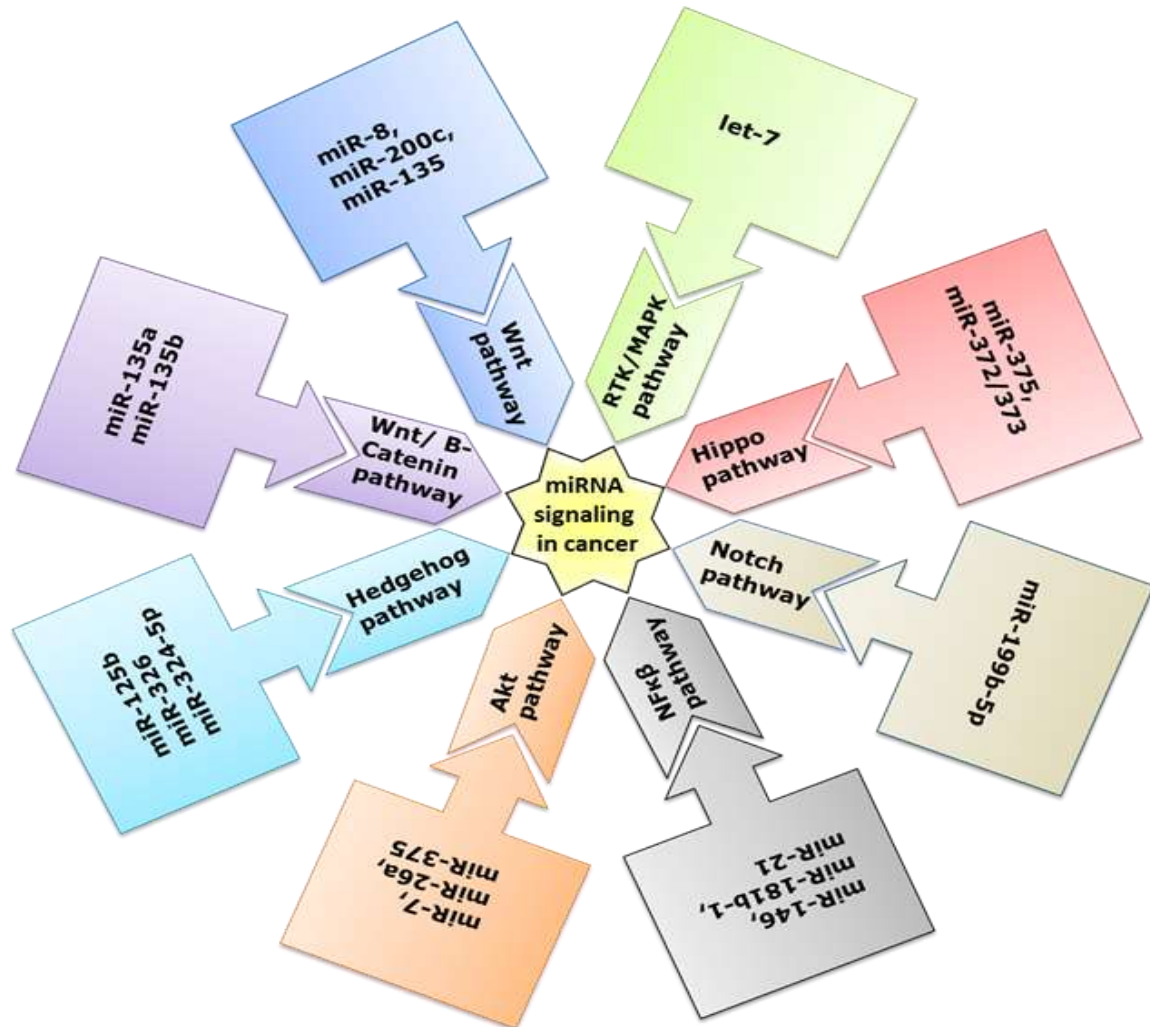 miR-8,
miR-200c,
miR-135
Wnt
pathway
let-7
RTK/MAPK
pathway
miR-375,
miR-372/373
Hippo
pathway
miR-199b-5p
Notch
pathway
miR-146,
miR-181b-1,
miR-21
NFκβ
pathway
miR-7,
miR-26a,
miR-375
Akt
pathway
miR-125b
miR-326
miR-324-5p
Hedgehog
pathway
miR-135a
miR-135b
Wnt/ B-
Catenin
pathway
miRNA
signaling
in cancer